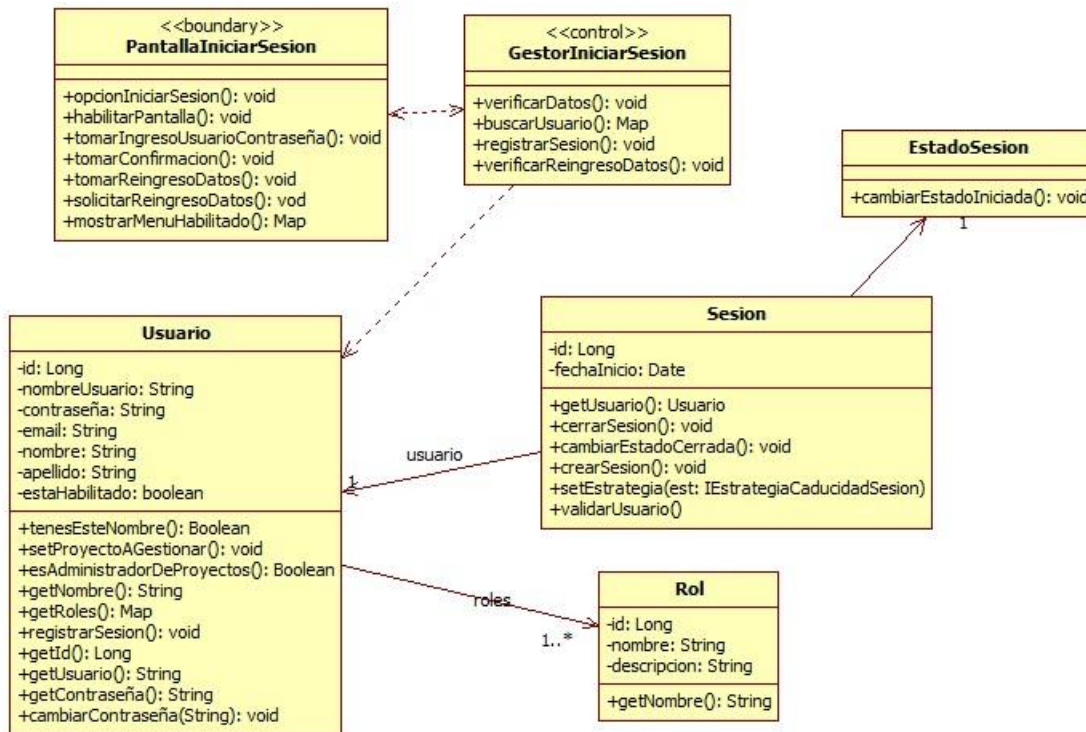 <<boundary>>
PantallaIniciarSesion
+opcionIniciarSesion(): void
+habilitarPantalla(): void
+tomarIngresoUsuarioContraseña(): void
+tomarConfirmacion(): void
+tomarReingresoDatos(): void
+solicitarReingresoDatos(): vod
+mostrarMenuHabilitado(): Map
<<control>>
GestorIniciarSesion
+verificarDatos(): void
+buscarUsuario(): Map
+registrarSesion(): void
+verificarReingresoDatos(): void
EstadoSesion
+cambiarEstadoIniciada(): void
1
Usuario
-id: Long
-nombreUsuario: String
-contraseña: String
-email: String
-nombre: String
-apellido: String
-estaHabilitado: boolean
+tenesEsteNombre(): Boolean
+setProyectoAGestionar(): void
+esAdministradorDeProyectos(): Boolean
+getNombre(): String
+getRoles(): Map
+registrarSesion(): void
+getId(): Long
+getUsuario(): String
+getContraseña(): String
+cambiarContraseña(String): void
usuario
1
Sesion
-id: Long
-fechaInicio: Date
+getUsuario(): Usuario
+cerrarSesion(): void
+cambiarEstadoCerrada(): void
+crearSesion(): void
+setEstrategia(est: IEstrategiaCaducidadSesion)
+validarUsuario()
roles
1..*
Rol
-id: Long
-nombre: String
-descripcion: String
+getNombre(): String